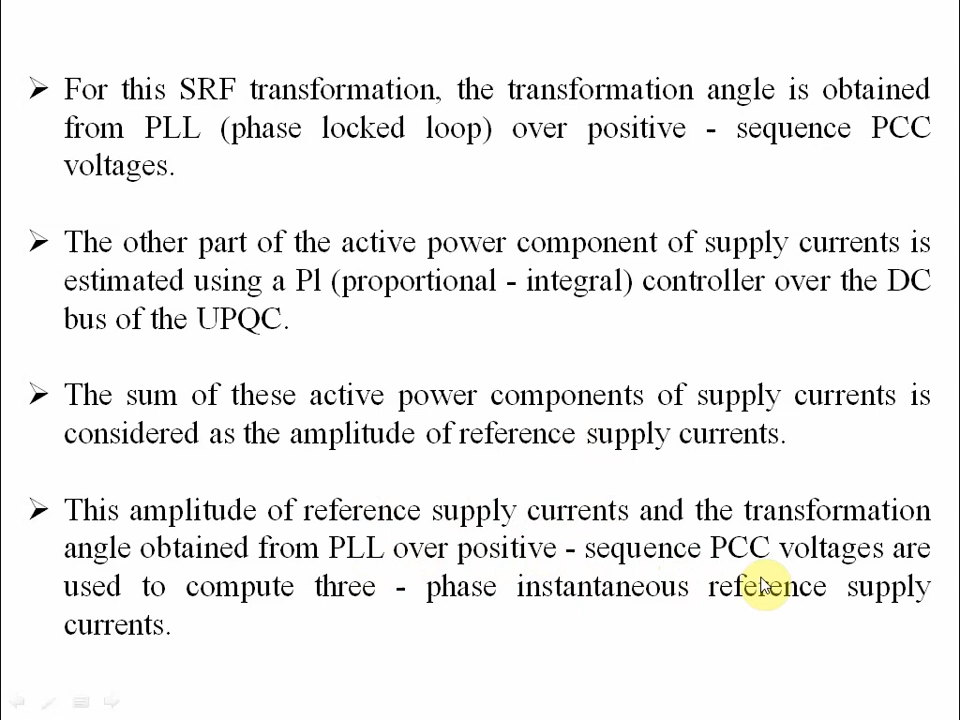 ➢ For this SRF transformation, the transformation angle is obtained
from PLL (phase locked loop) over positive - sequence PCC
voltages.
➢ The other part of the active power component of supply currents is
estimated using a Pl (proportional - integral) controller over the DC
bus of the UPQC.
➢ The sum of these active power components of supply currents is
considered as the amplitude of reference supply currents.
➢ This amplitude of reference supply currents and the transformation
angle obtained from PLL over positive - sequence PCC voltages are
used to compute three - phase instantaneous reference supply
currents.